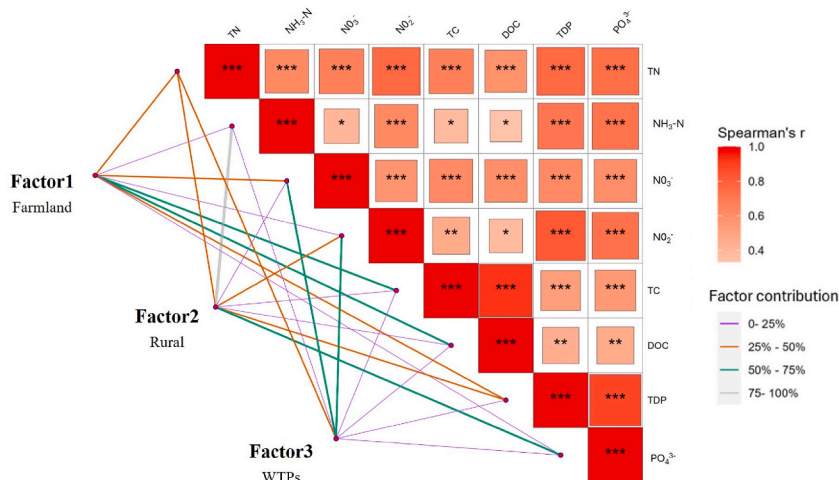 TN NH₃-N N0₃⁻ N0₂⁻ TC DOC TDP PO₄³⁻
*** *** *** *** *** *** *** *** TN
*** * *** * * *** *** NH₃-N
*** *** *** *** *** *** N0₃⁻
*** ** * *** *** N0₂⁻
*** *** *** *** TC
*** ** ** DOC
*** *** TDP
*** PO₄³⁻
Factor1
Farmland
Factor2
Rural
Factor3
WTPs
Spearman's r
1.0
0.8
0.6
0.4
Factor contribution
0- 25%
25% - 50%
50% - 75%
75- 100%